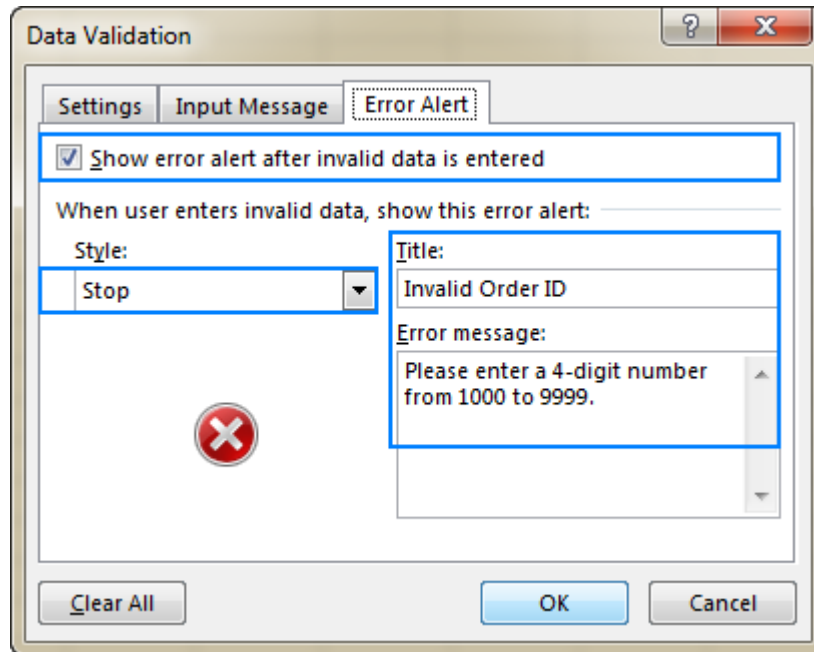 Data Validation
?
Settings Input Message Error Alert
Show error alert after invalid data is entered
When user enters invalid data, show this error alert:
Style:
Title:
Stop
Invalid Order ID
Error message:
Please enter a 4-digit number
from 1000 to 9999.
Clear All OK Cancel